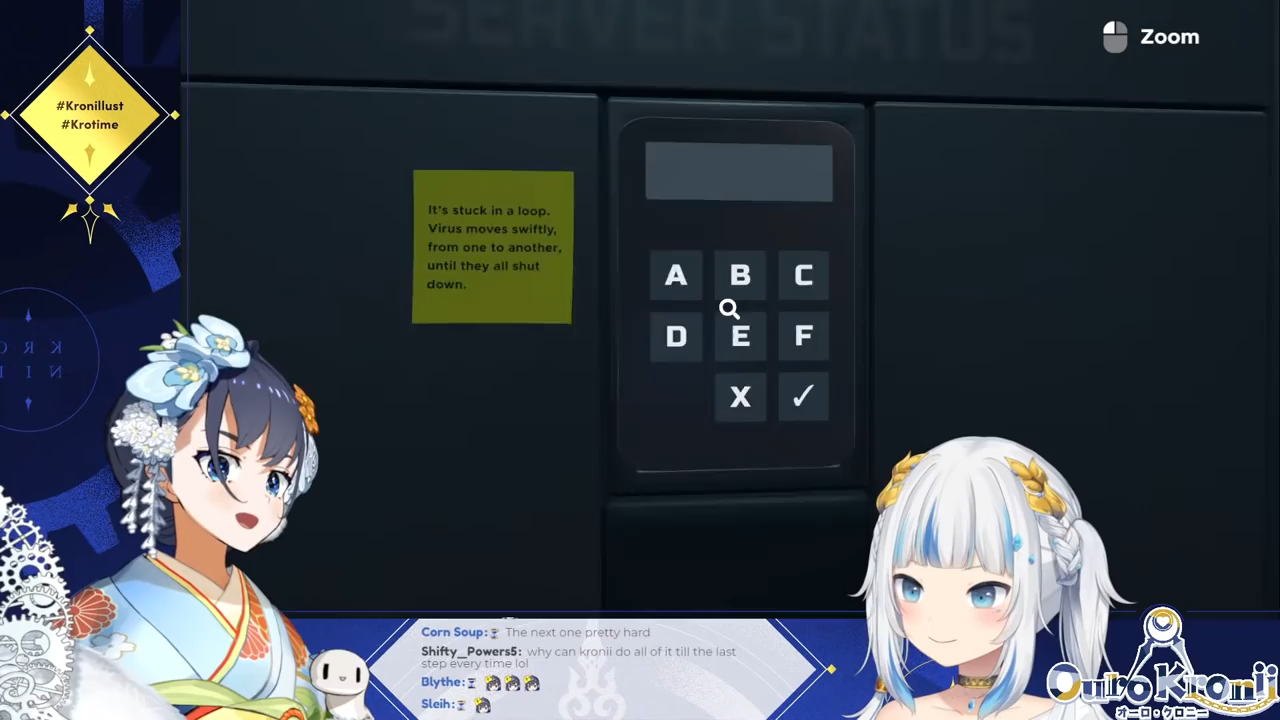 SERVER STATUS
Zoom
#Kronillust
#Krotime
It's stuck in a loop.
Virus moves swiftly,
from one to another,
until they all shut
down.
A B C
D E F
X ✓
Corn Soup: The next one pretty hard
Shifty_Powers5: why can kronii do all of it till the last
step every time lol
Blythe:
Sleih:
Ouro Kronii
オーロ・クロニー